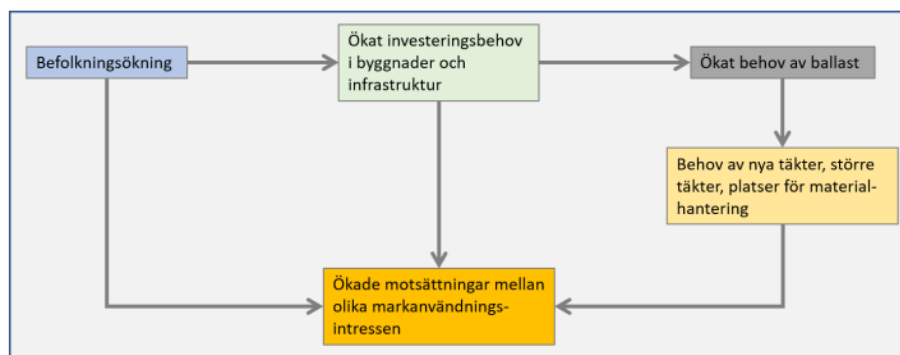 Befolkningsökning
Ökat investeringsbehov
i byggnader och
infrastruktur
Ökat behov av ballast
Behov av nya täkter, större
täkter, platser för material-
hantering
Ökade motsättningar mellan
olika markanvändnings-
intressen